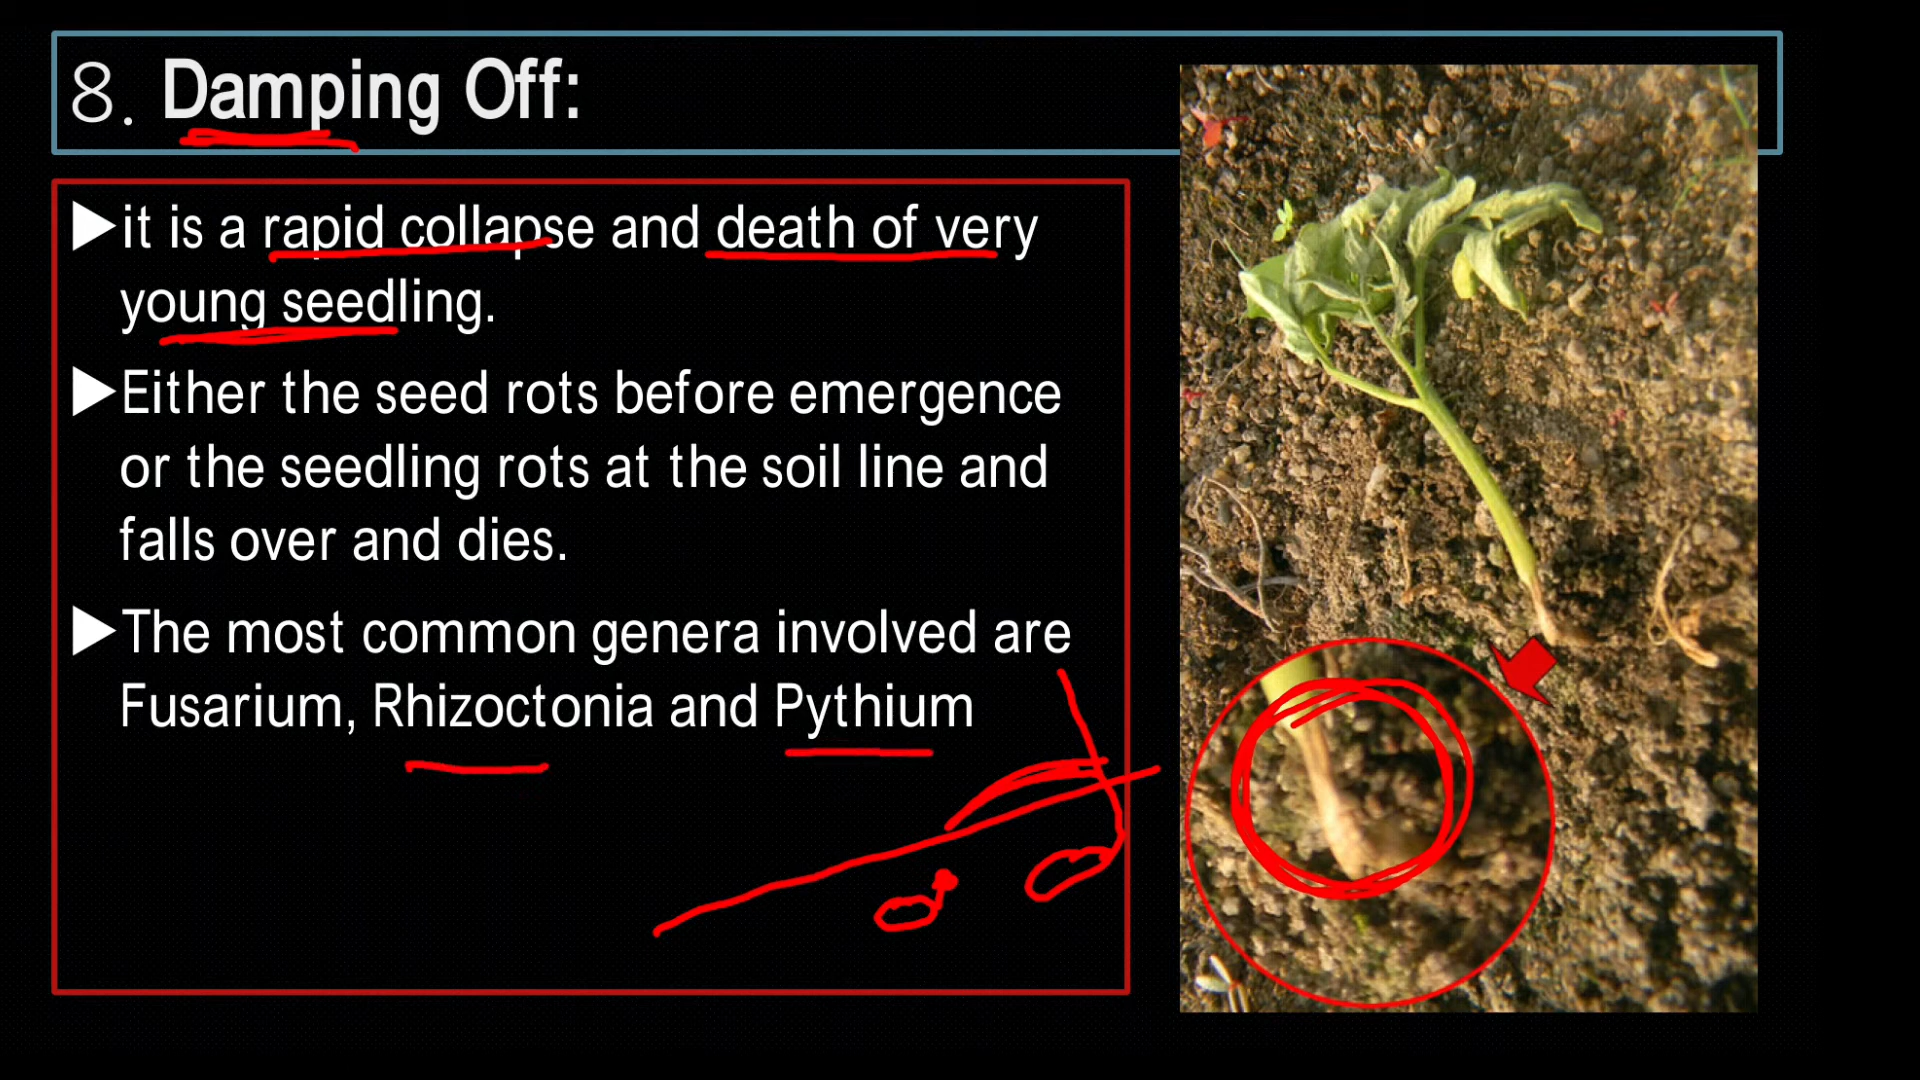 8. Damping Off:
▶it is a rapid collapse and death of very
young seedling.
▶Either the seed rots before emergence
or the seedling rots at the soil line and
falls over and dies.
▶The most common genera involved are
Fusarium, Rhizoctonia and Pythium